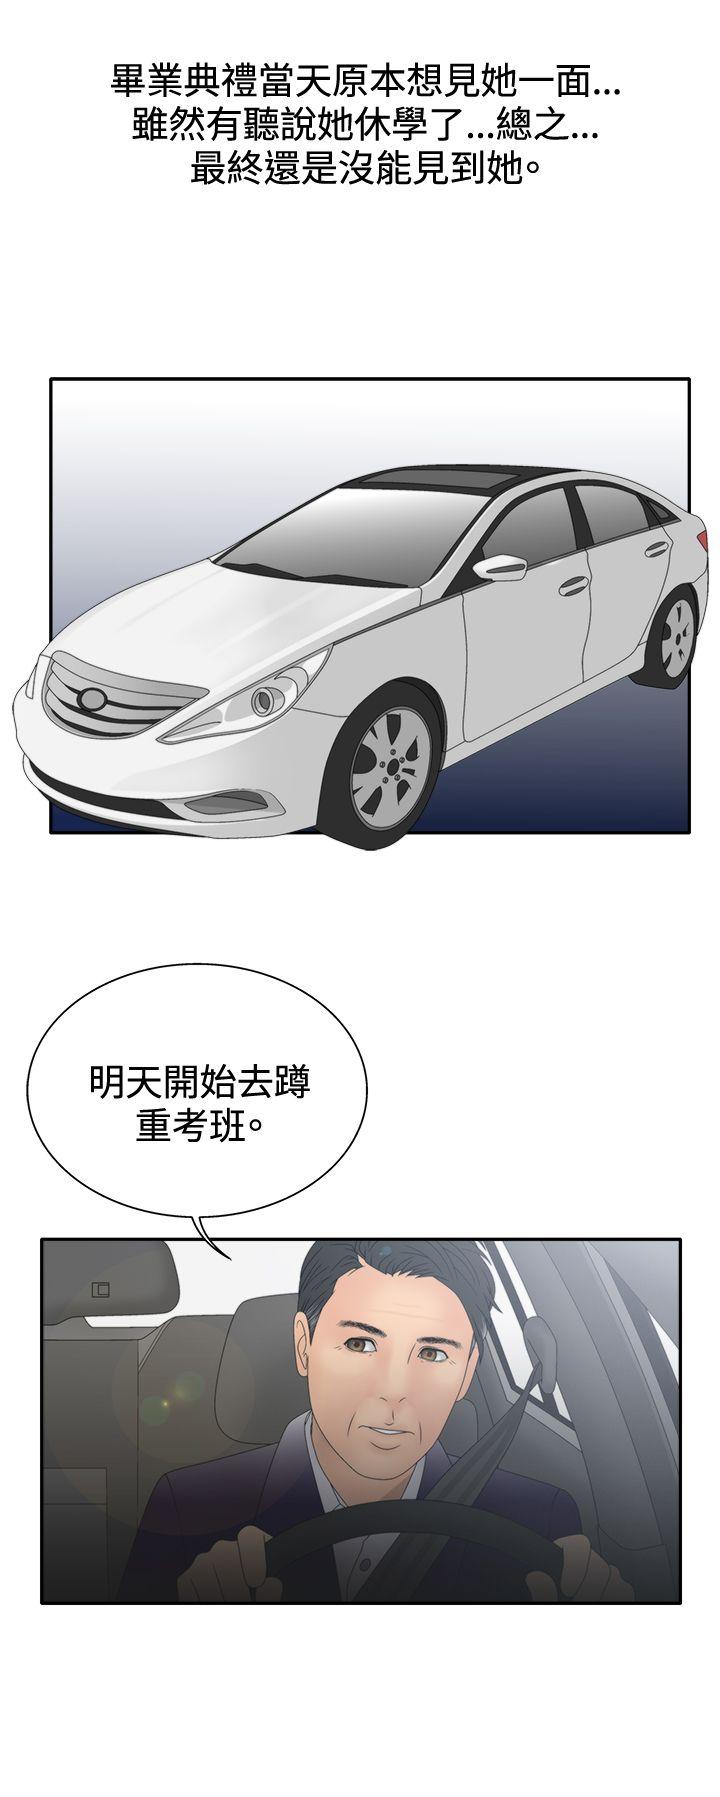 畢業典禮當天原本想見她一面...
雖然有聽說她休學了...總之...
最終還是沒能見到她。
明天開始去蹲
重考班。